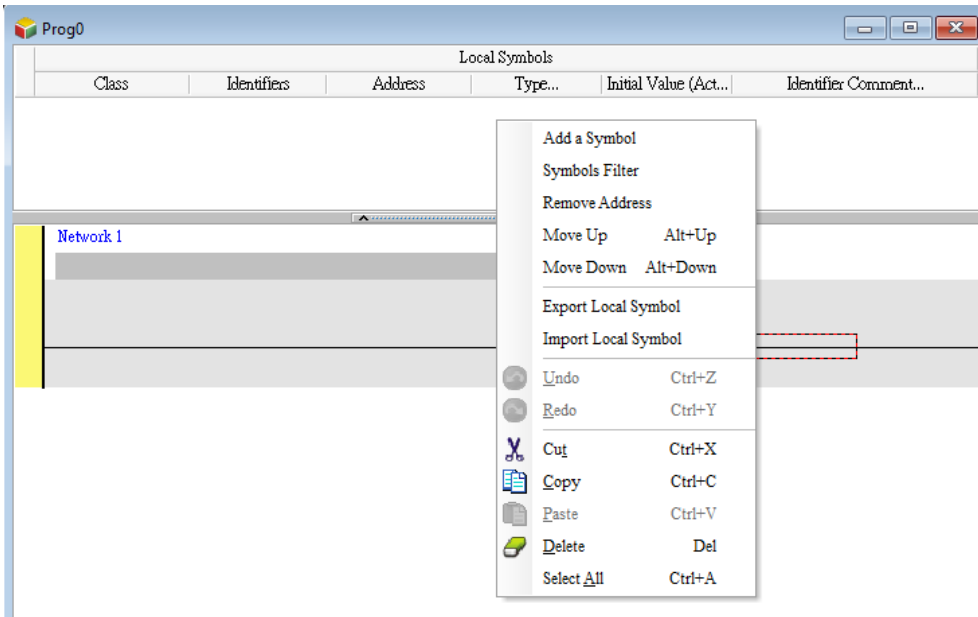 Prog0
Local Symbols
Class Identifiers Address Type... Initial Value (Act... Identifier Comment...
Add a Symbol
Symbols Filter
Remove Address
Network 1
Move Up Alt+Up
Move Down Alt+Down
Export Local Symbol
Import Local Symbol
Undo Ctrl+Z
Redo Ctrl+Y
Cut Ctrl+X
Copy Ctrl+C
Paste Ctrl+V
Delete Del
Select All Ctrl+A